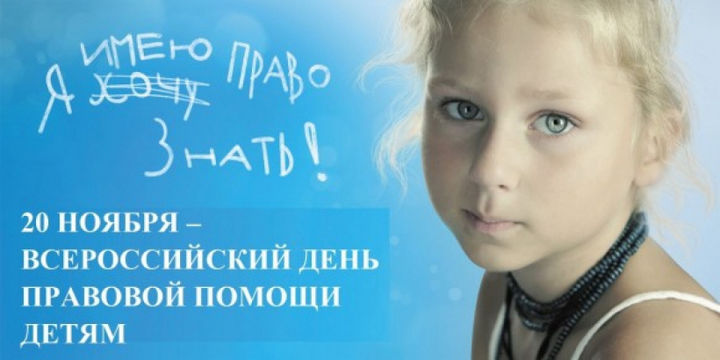 Я ИМЕЮ ПРАВО
ХОЧУ
ЗНАТЬ!
20 НОЯБРЯ –
ВСЕРОССИЙСКИЙ ДЕНЬ
ПРАВОВОЙ ПОМОЩИ
ДЕТЯМ